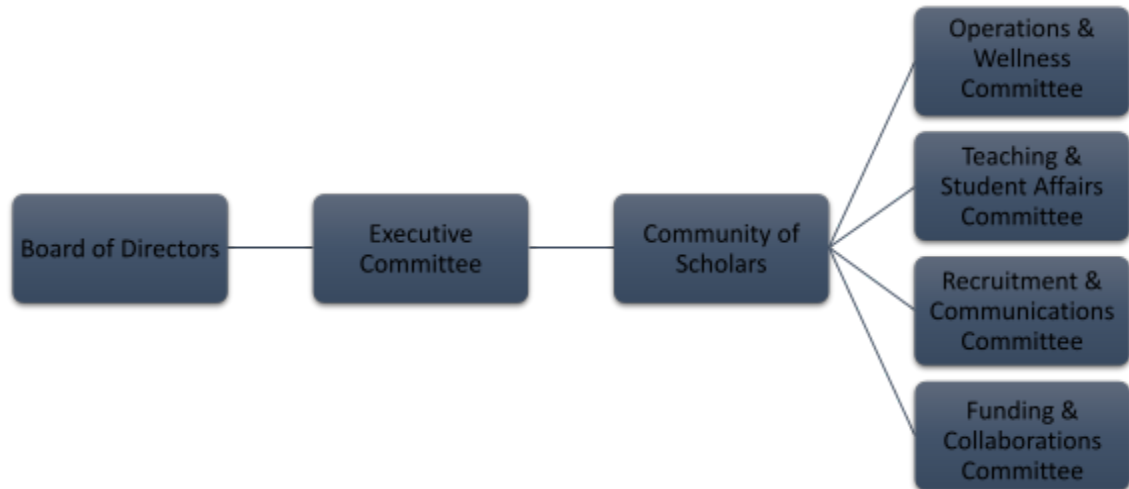 Board of Directors
Executive
Committee
Community of
Scholars
Operations &
Wellness
Committee
Teaching &
Student Affairs
Committee
Recruitment &
Communications
Committee
Funding &
Collaborations
Committee